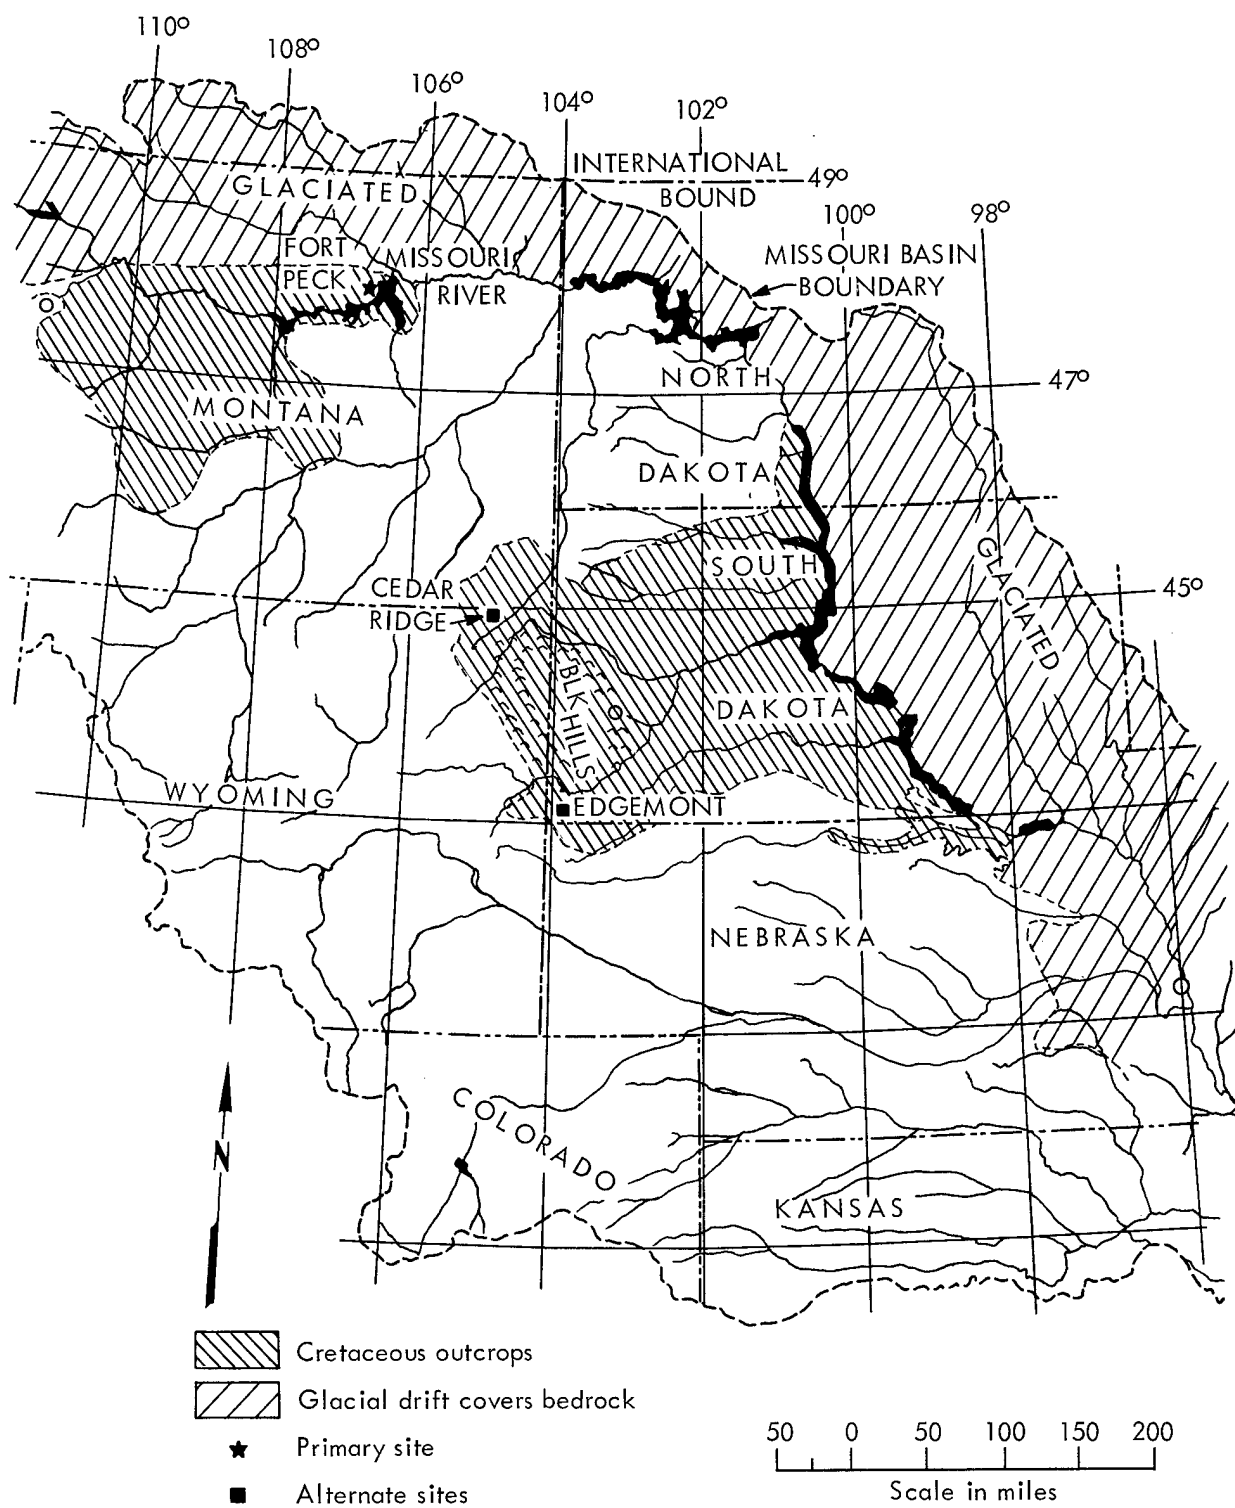 110°
108°
106°
104°
102°
INTERNATIONAL
BOUND
49°
GLACIATED
100°
98°
FORT
PECK
MISSOURI
RIVER
MISSOURI BASIN
BOUNDARY
47°
NORTH
MONTANA
DAKOTA
GLACIATED
SOUTH
45°
CEDAR
RIDGE
BLK HILLS
DAKOTA
WYOMING
EDGEMONT
NEBRASKA
COLORADO
N
KANSAS
Cretaceous outcrops
Glacial drift covers bedrock
Primary site
Alternate sites
50 0 50 100 150 200
Scale in miles